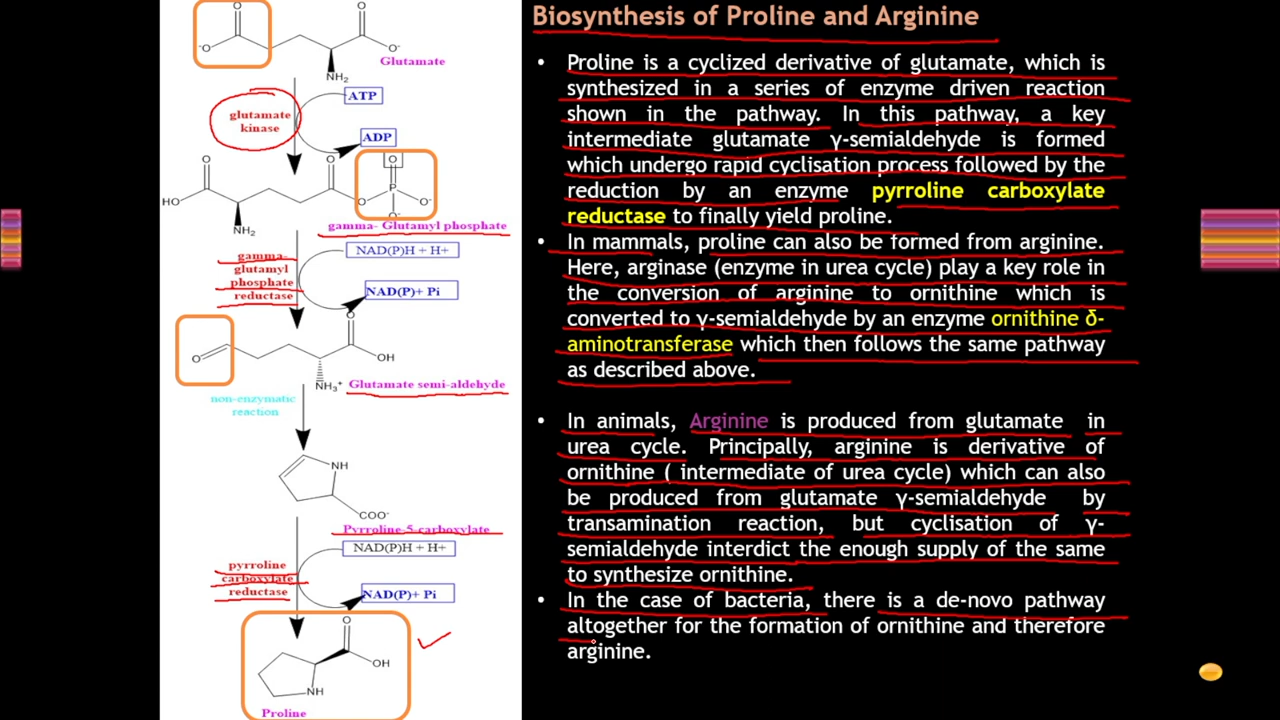 O
O
-O
O-
Glutamate
NH2
ATP
glutamate
kinase
ADP
O
O
O
P
HO
O
O-
O-
NH2
gamma- Glutamyl phosphate
NAD(P)H + H+
gamma-
glutamyl
phosphate
reductase
NAD(P)+ Pi
O
O
OH
NH3+
Glutamate semi-aldehyde
non-enzymatic
reaction
NH
COO-
Pyrroline-5-carboxylate
NAD(P)H + H+
pyrroline
carboxylate
reductase
NAD(P)+ Pi
O
OH
NH
Proline
Biosynthesis of Proline and Arginine
• Proline is a cyclized derivative of glutamate, which is
synthesized in a series of enzyme driven reaction
shown in the pathway. In this pathway, a key
intermediate glutamate γ-semialdehyde is formed
which undergo rapid cyclisation process followed by the
reduction by an enzyme pyrroline carboxylate
reductase to finally yield proline.
• In mammals, proline can also be formed from arginine.
Here, arginase (enzyme in urea cycle) play a key role in
the conversion of arginine to ornithine which is
converted to γ-semialdehyde by an enzyme ornithine δ-
aminotransferase which then follows the same pathway
as described above.
• In animals, Arginine is produced from glutamate in
urea cycle. Principally, arginine is derivative of
ornithine ( intermediate of urea cycle) which can also
be produced from glutamate γ-semialdehyde by
transamination reaction, but cyclisation of γ-
semialdehyde interdict the enough supply of the same
to synthesize ornithine.
• In the case of bacteria, there is a de-novo pathway
altogether for the formation of ornithine and therefore
arginine.